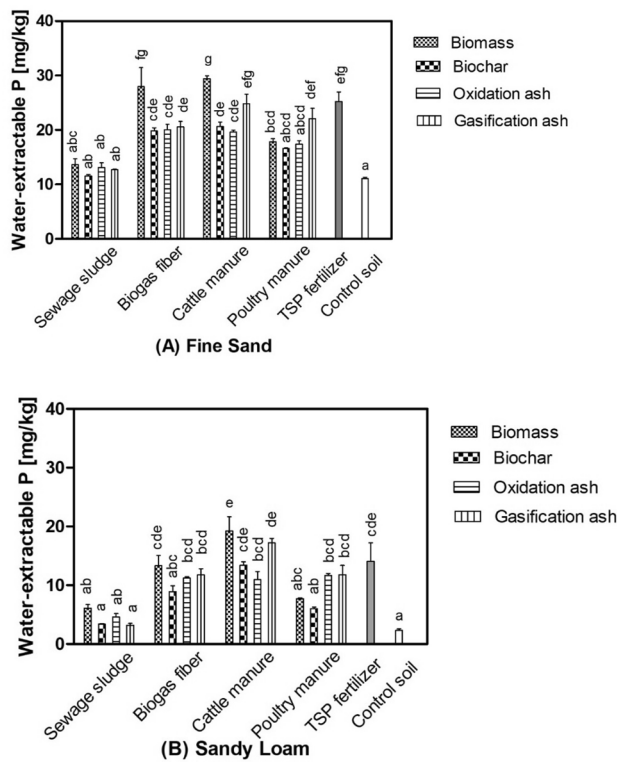 Water-extractable P [mg/kg]
40
30
20
10
0
abc
ab
ab
ab
fg
cde
cde
de
g
de
cde
efg
bcd
abcd
abcd
def
efg
a
Biomass
Biochar
Oxidation ash
Gasification ash
Sewage sludge
Biogas fiber
Cattle manure
Poultry manure
TSP fertilizer
Control soil
(A) Fine Sand
Water-extractable P [mg/kg]
40
30
20
10
0
ab
a
ab
a
cde
abc
bcd
bcd
e
cde
bcd
de
abc
ab
bcd
bcd
cde
a
Biomass
Biochar
Oxidation ash
Gasification ash
Sewage sludge
Biogas fiber
Cattle manure
Poultry manure
TSP fertilizer
Control soil
(B) Sandy Loam